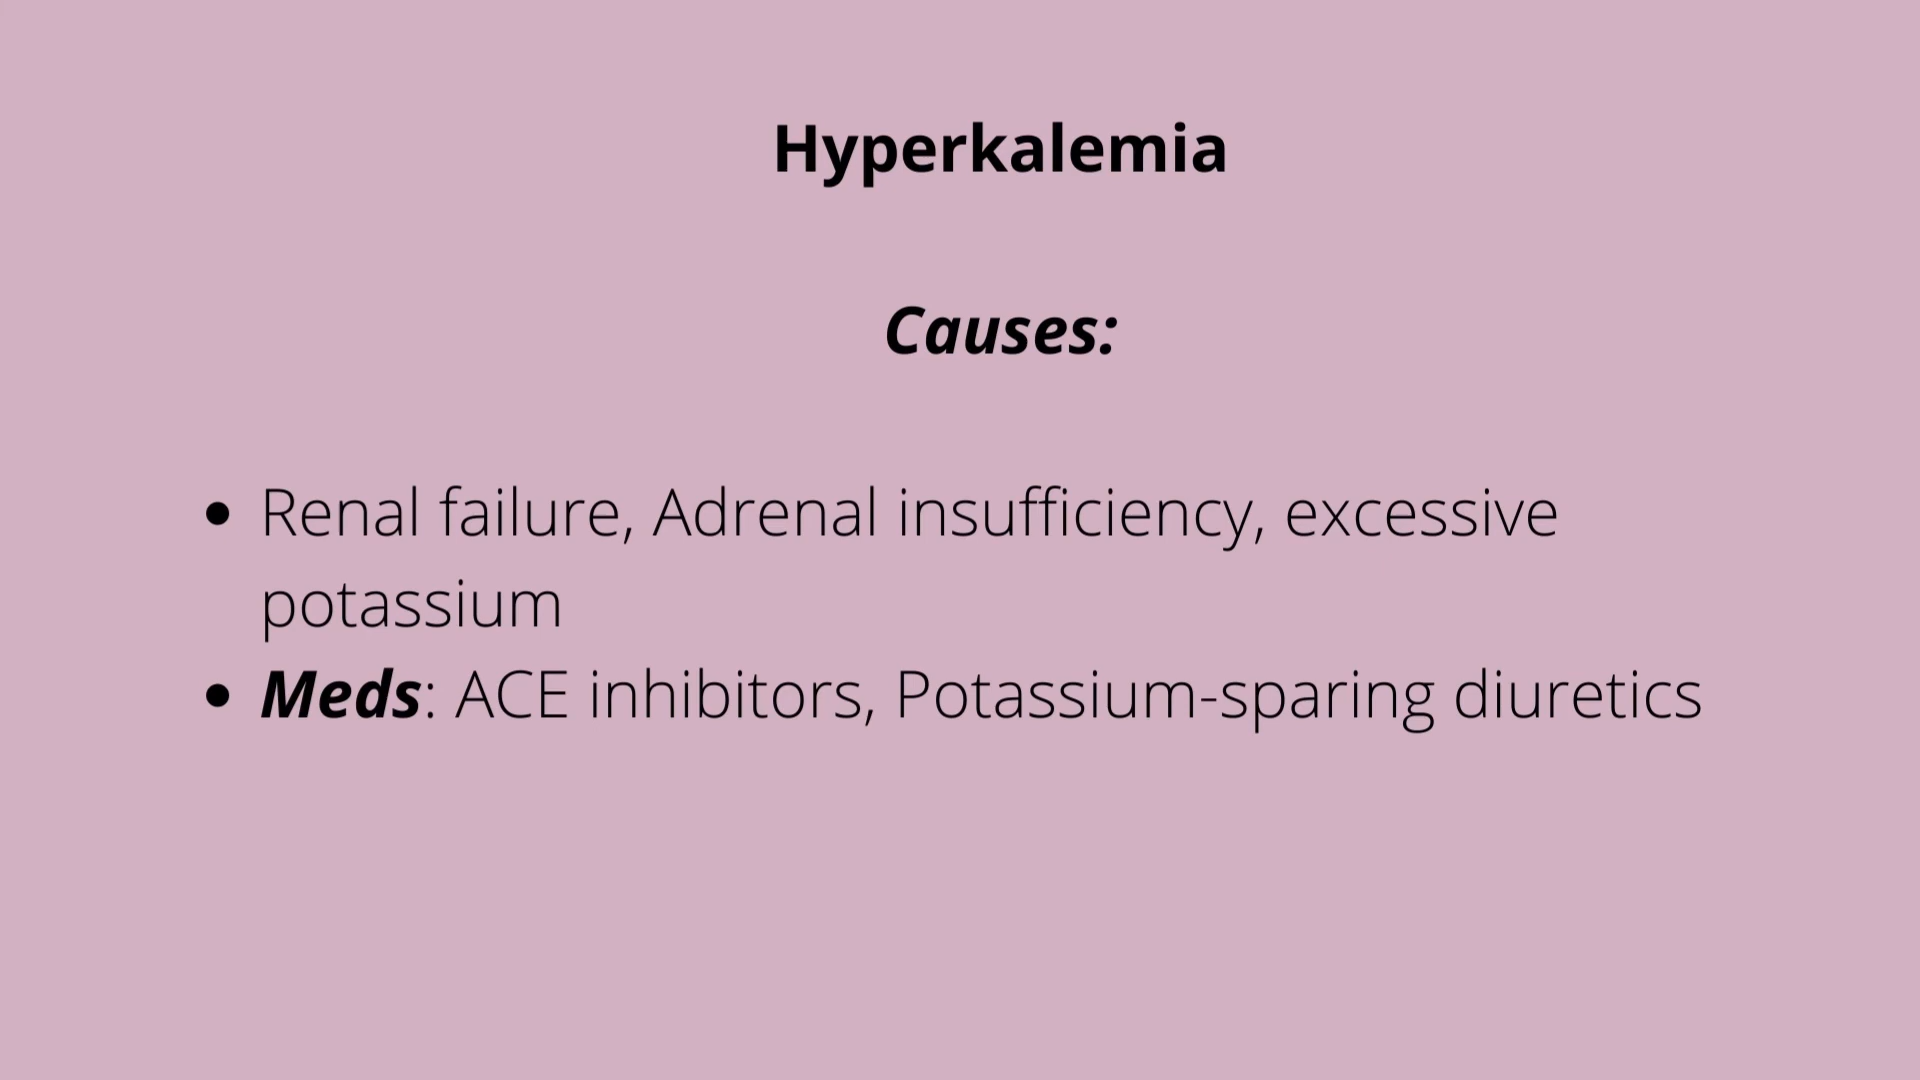 Hyperkalemia
Causes:
• Renal failure, Adrenal insufficiency, excessive
potassium
• Meds: ACE inhibitors, Potassium-sparing diuretics